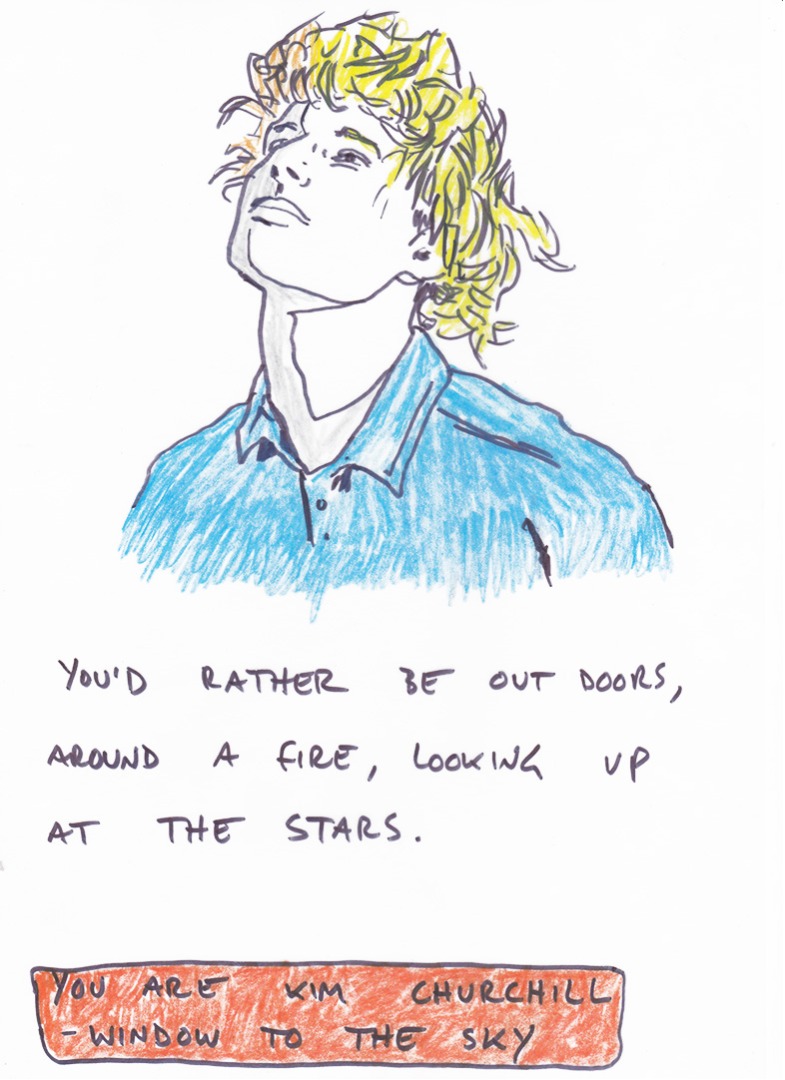 YOU'D RATHER BE OUT DOORS,
AROUND A FIRE, LOOKING UP
AT THE STARS.
YOU ARE KIM CHURCHILL
- WINDOW TO THE SKY